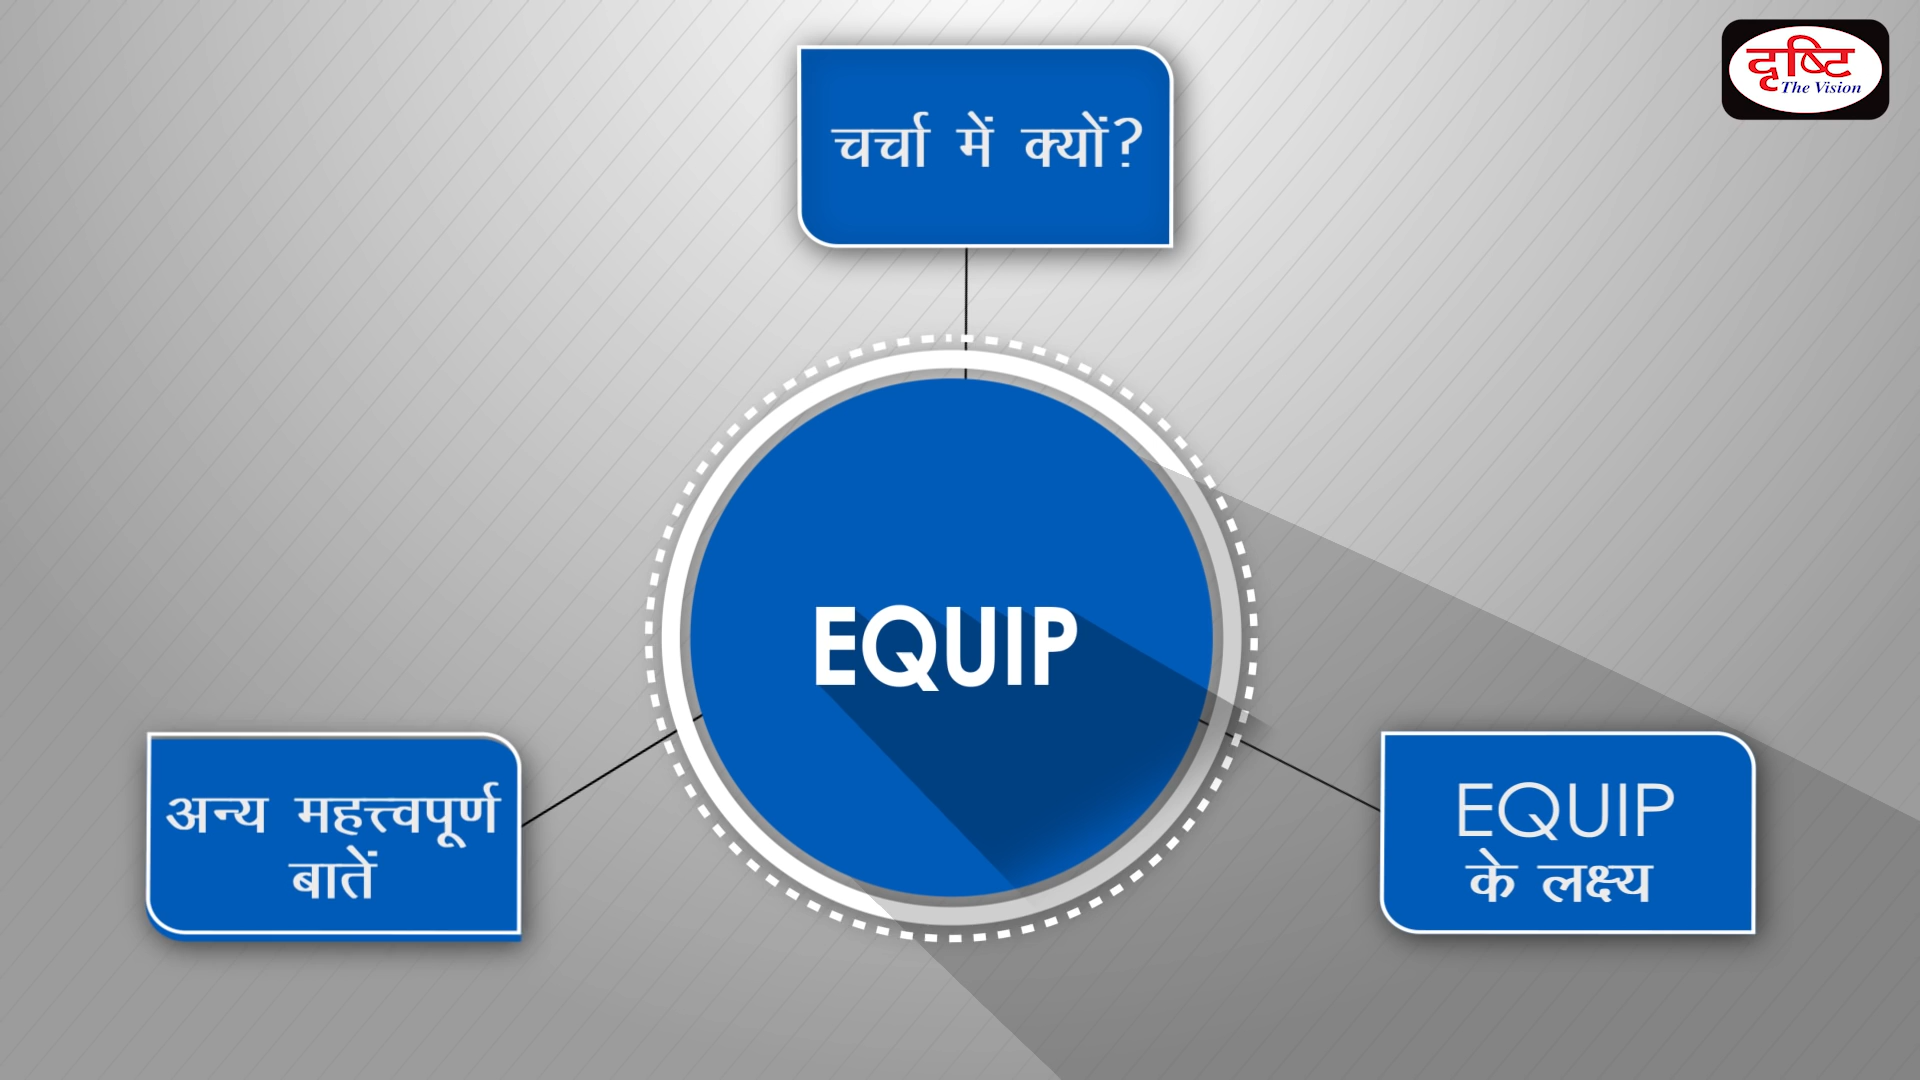 दृष्टि
The Vision
चर्चा में क्यों?
EQUIP
अन्य महत्त्वपूर्ण
बातें
EQUIP
के लक्ष्य